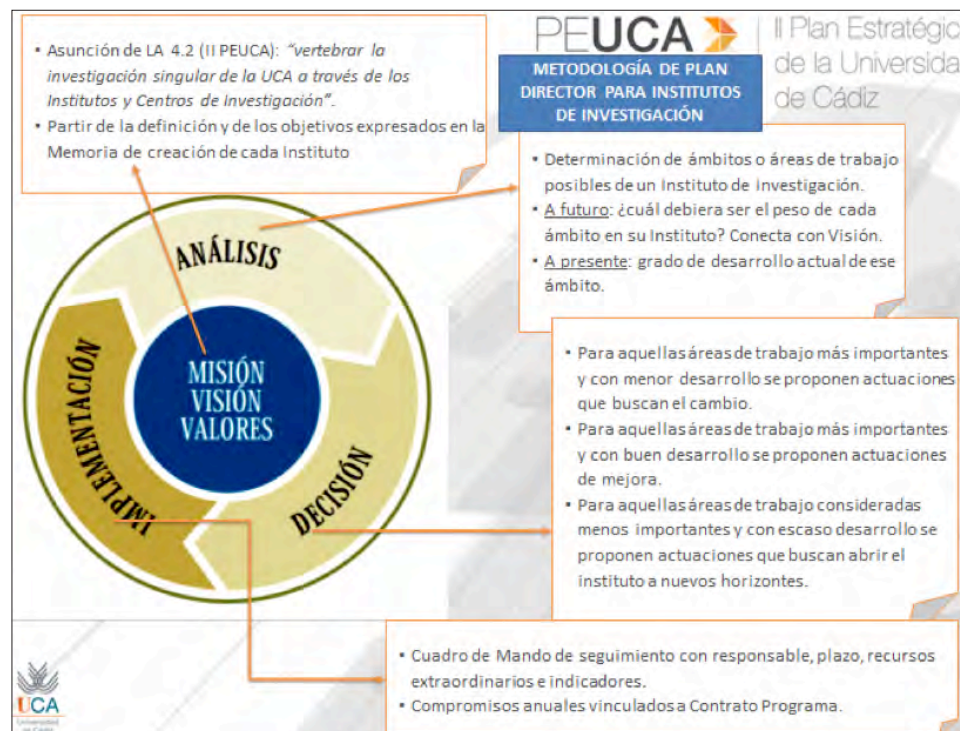 • Asunción de LA 4.2 (II PEUCA): "vertebrar la
investigación singular de la UCA a través de los
Institutos y Centros de Investigación".
• Partir de la definición y de los objetivos expresados en la
Memoria de creación de cada Instituto
PEUCA
II Plan Estratégic
de la Universida
de Cádiz
METODOLOGÍA DE PLAN
DIRECTOR PARA INSTITUTOS
DE INVESTIGACIÓN
• Determinación de ámbitos o áreas de trabajo
posibles de un Instituto de Investigación.
• A futuro: ¿cuál debiera ser el peso de cada
ámbito en su Instituto? Conecta con Visión.
• A presente: grado de desarrollo actual de ese
ámbito.
ANÁLISIS
MISIÓN
VISIÓN
VALORES
IMPLEMENTACIÓN
DECISIÓN
• Para aquellas áreas de trabajo más importantes
y con menor desarrollo se proponen actuaciones
que buscan el cambio.
• Para aquellas áreas de trabajo más importantes
y con buen desarrollo se proponen actuaciones
de mejora.
• Para aquellas áreas de trabajo consideradas
menos importantes y con escaso desarrollo se
proponen actuaciones que buscan abrir el
instituto a nuevos horizontes.
• Cuadro de Mando de seguimiento con responsable, plazo, recursos
extraordinarios e indicadores.
• Compromisos anuales vinculados a Contrato Programa.
UCA
Universidad
de Cádiz